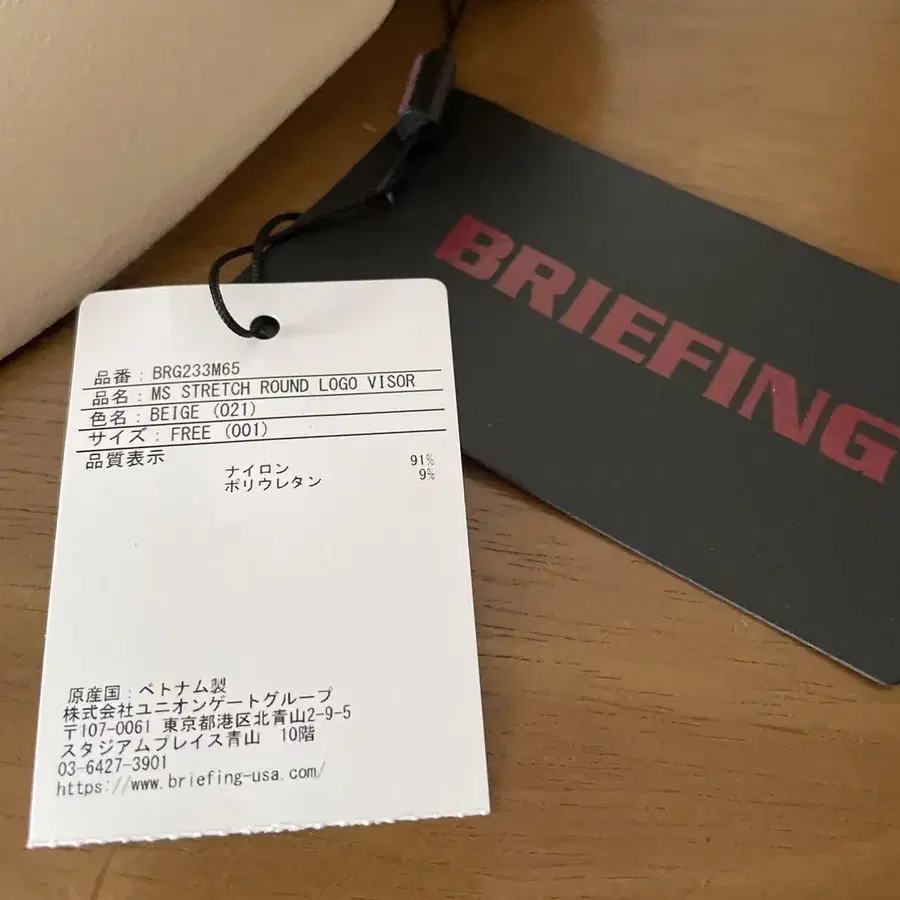 BRIEFING
品番：BRG233M65
品名：MS STRETCH ROUND LOGO VISOR
色名：BEIGE (021)
サイズ：FREE (001)
品質表示
ナイロン 91%
ポリウレタン 9%
原産国：ベトナム製
株式会社ユニオンゲートグループ
〒107-0061 東京都港区北青山2-9-5
スタジアムプレイス青山 10階
03-6427-3901
https://www.briefing-usa.com/